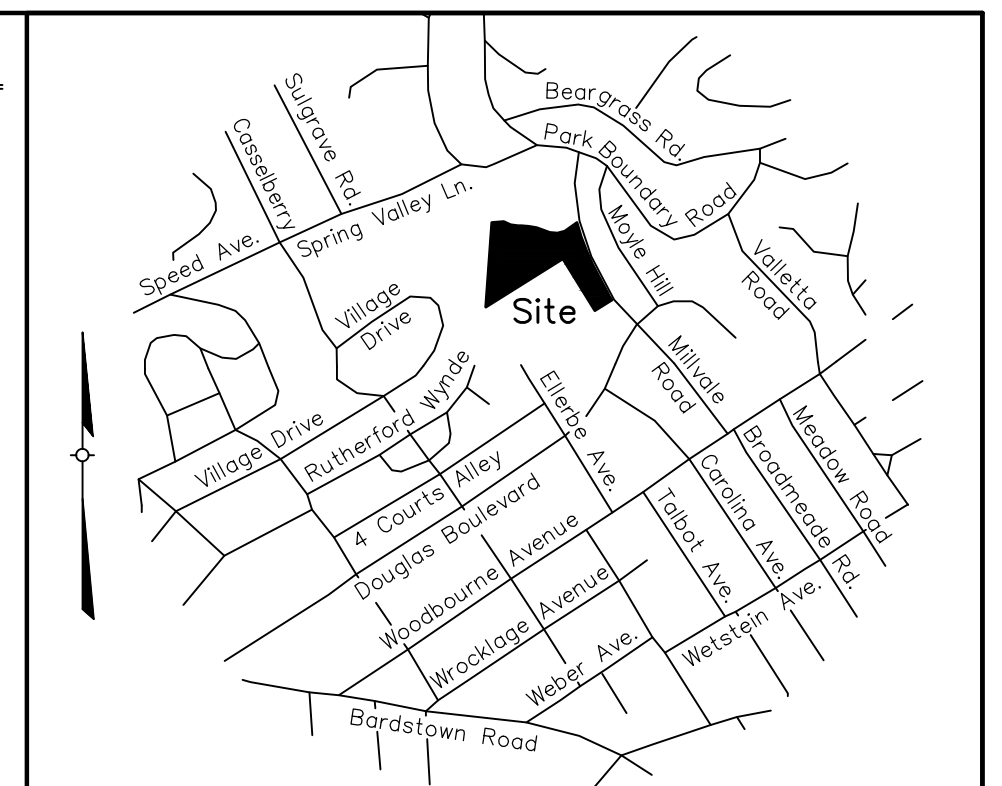 Sulgrave Rd.
Casselberry
Beargrass Rd.
Park Boundary Road
Spring Valley Ln.
Speed Ave.
Moyle Hill
Valletta
Road
Site
Village
Drive
Millvale
Road
Rutherford Wynde
Ellerbe Ave.
Village Drive
Meadow Road
Broadmeade Rd.
Carolina Ave.
Talbot Ave.
4 Courts Alley
Douglas Boulevard
Woodbourne Avenue
Wrocklage Avenue
Wetstein Ave.
Weber Ave.
Bardstown Road